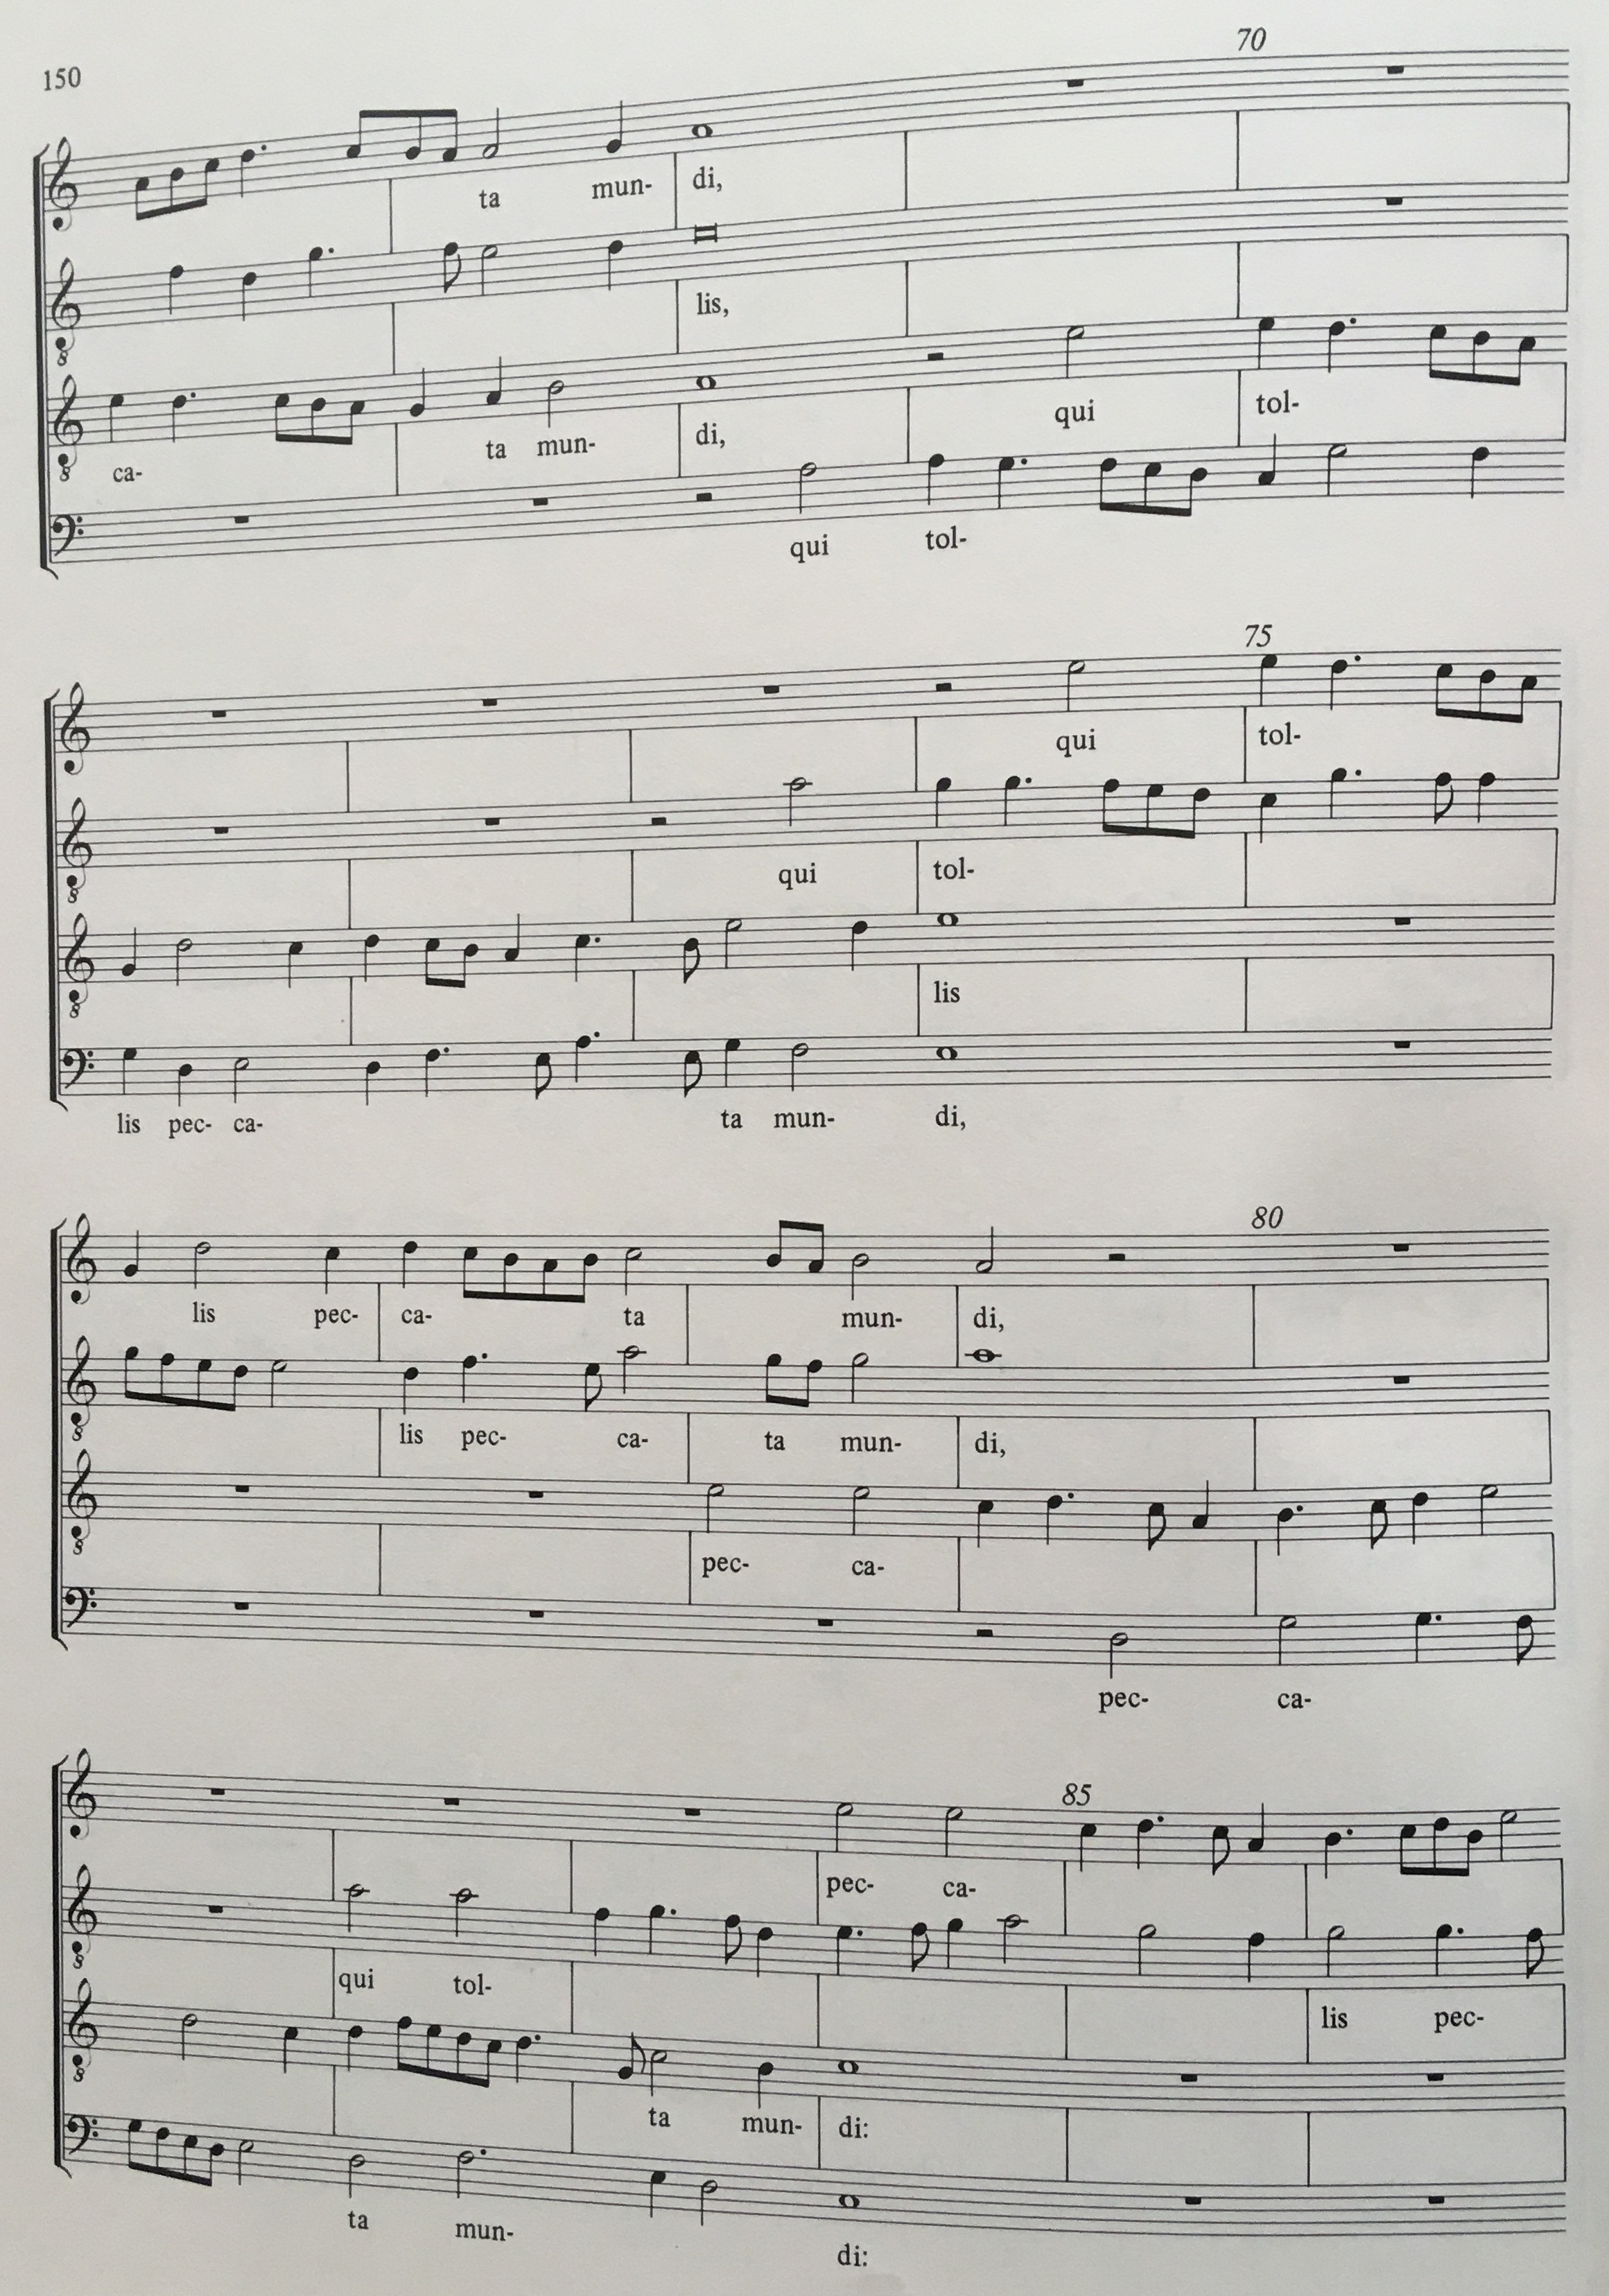 150
70
ta mun- di,
lis,
ca- ta mun- di, qui tol-
qui tol-
75
qui tol-
qui tol-
lis
lis pec- ca- ta mun- di,
80
lis pec- ca- ta mun- di,
lis pec- ca- ta mun- di,
pec- ca-
pec- ca-
85
pec- ca-
qui tol- lis pec-
ta mun- di:
ta mun- di: